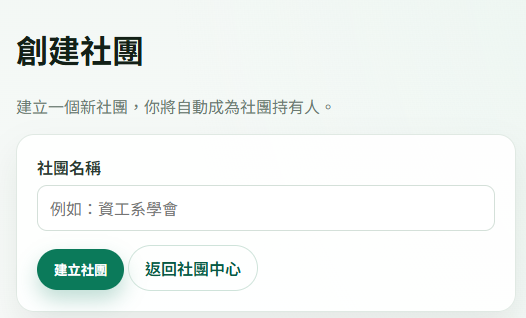 創建社團
建立一個新社團，你將自動成為社團持有人。
社團名稱
例如：資工系學會
建立社團
返回社團中心